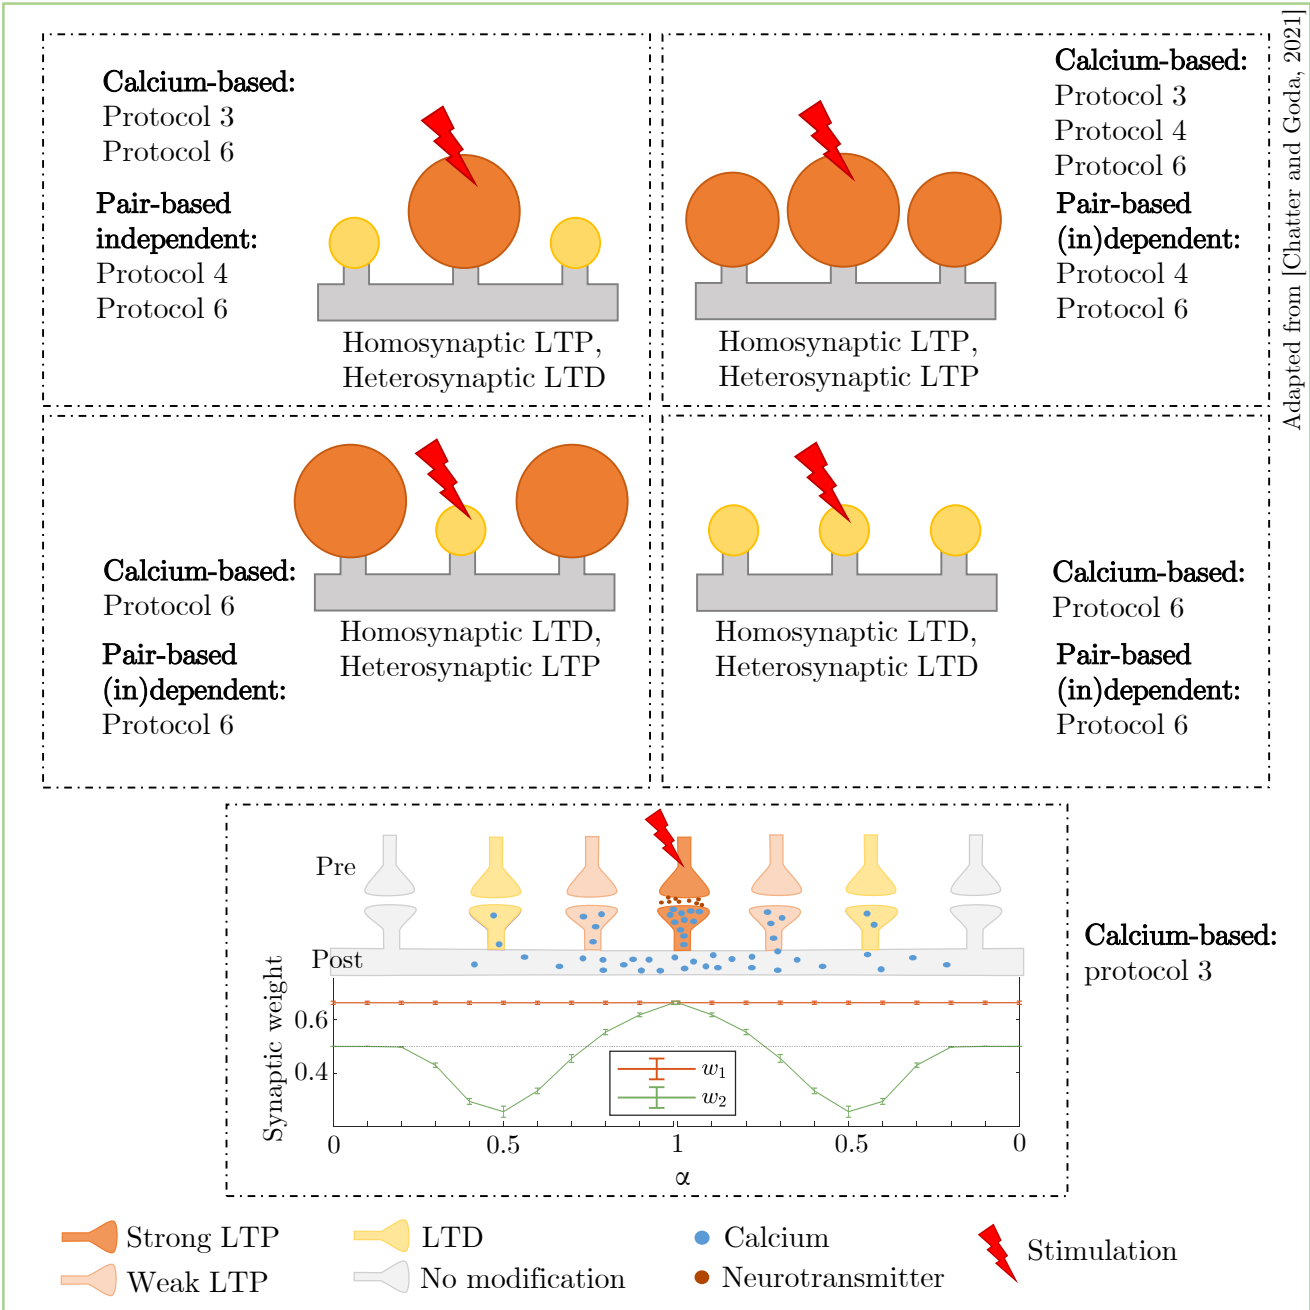 Calcium-based:
Protocol 3
Protocol 6
Pair-based
independent:
Protocol 4
Protocol 6
Homosynaptic LTP,
Heterosynaptic LTD
Calcium-based:
Protocol 3
Protocol 4
Protocol 6
Pair-based
(in)dependent:
Protocol 4
Protocol 6
Homosynaptic LTP,
Heterosynaptic LTP
Adapted from [Chatter and Goda, 2021]
Calcium-based:
Protocol 6
Pair-based
(in)dependent:
Protocol 6
Homosynaptic LTD,
Heterosynaptic LTP
Homosynaptic LTD,
Heterosynaptic LTD
Calcium-based:
Protocol 6
Pair-based
(in)dependent:
Protocol 6
Pre
Post
Synaptic weight
0.6
0.4
w₁
w₂
0 0.5 1 0.5 0
α
Calcium-based:
protocol 3
Strong LTP
LTD
Calcium
Stimulation
Weak LTP
No modification
Neurotransmitter